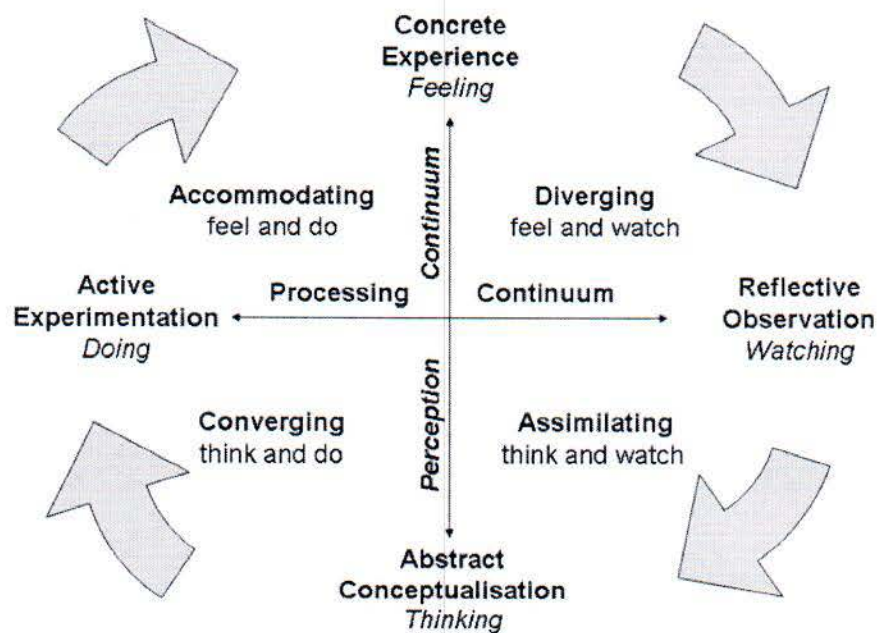 Concrete
Experience
Feeling
Accommodating
feel and do
Continuum
Diverging
feel and watch
Active
Experimentation
Doing
Processing
Continuum
Reflective
Observation
Watching
Converging
think and do
Perception
Assimilating
think and watch
Abstract
Conceptualisation
Thinking